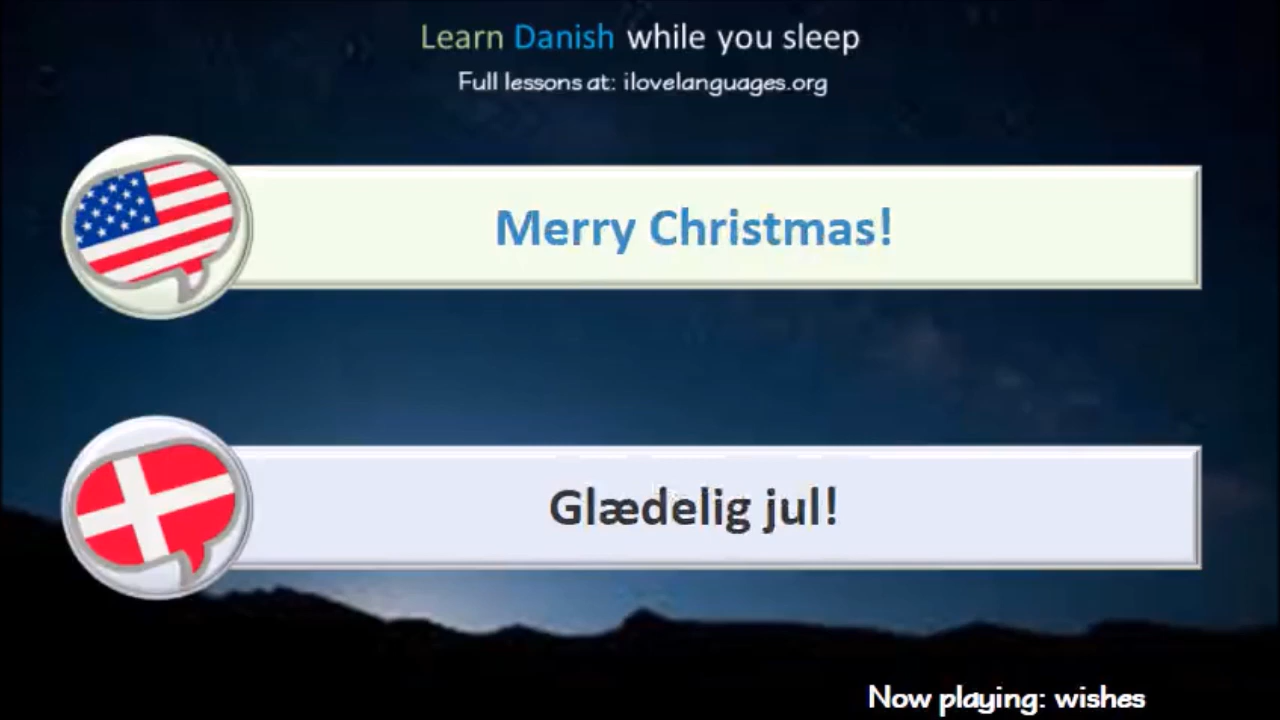 Learn Danish while you sleep
Full lessons at: ilovelanguages.org
Merry Christmas!
Glædelig jul!
Now playing: wishes